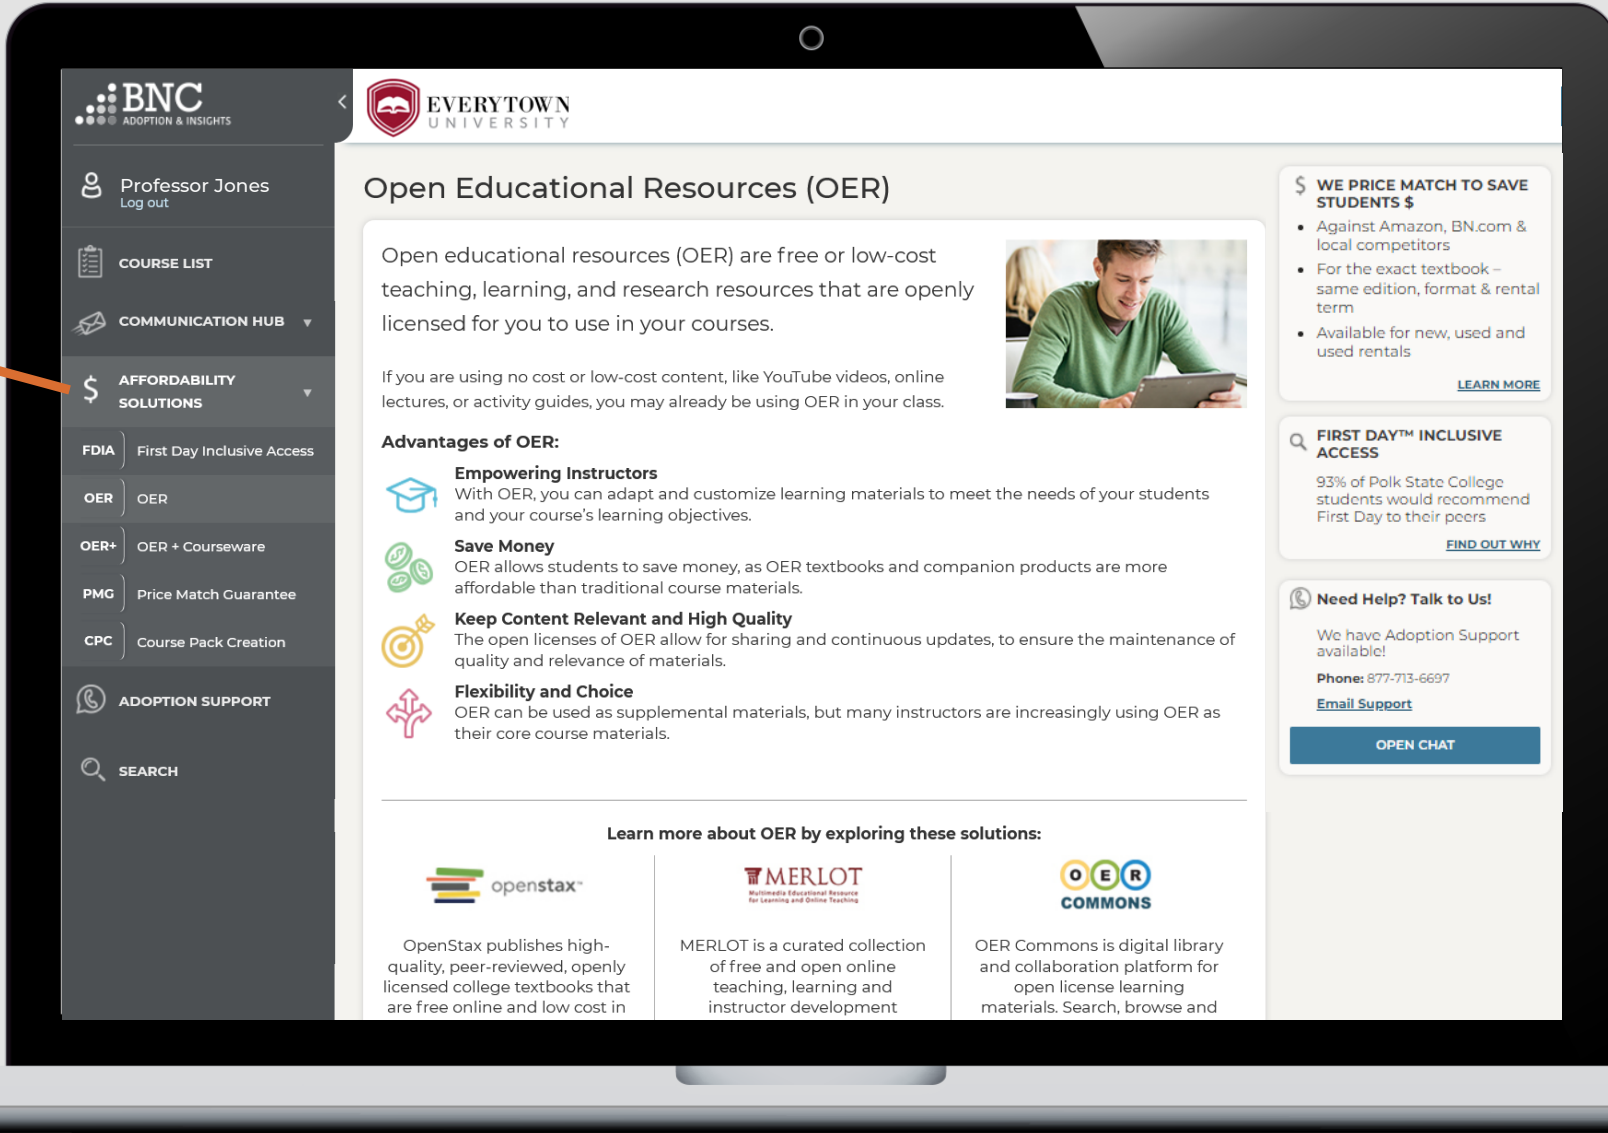 BNC
ADOPTION & INSIGHTS
Professor Jones
Log out
COURSE LIST
COMMUNICATION HUB
AFFORDABILITY
SOLUTIONS
FDIA First Day Inclusive Access
OER OER
OER+ OER + Courseware
PMG Price Match Guarantee
CPC Course Pack Creation
ADOPTION SUPPORT
SEARCH
EVERYTOWN
UNIVERSITY
Open Educational Resources (OER)
Open educational resources (OER) are free or low-cost
teaching, learning, and research resources that are openly
licensed for you to use in your courses.
If you are using no cost or low-cost content, like YouTube videos, online
lectures, or activity guides, you may already be using OER in your class.
Advantages of OER:
Empowering Instructors
With OER, you can adapt and customize learning materials to meet the needs of your students
and your course's learning objectives.
Save Money
OER allows students to save money, as OER textbooks and companion products are more
affordable than traditional course materials.
Keep Content Relevant and High Quality
The open licenses of OER allow for sharing and continuous updates, to ensure the maintenance of
quality and relevance of materials.
Flexibility and Choice
OER can be used as supplemental materials, but many instructors are increasingly using OER as
their core course materials.
Learn more about OER by exploring these solutions:
openstax™
OpenStax publishes high-
quality, peer-reviewed, openly
licensed college textbooks that
are free online and low cost in
MERLOT
Multimedia Educational Resource
for Learning and Online Teaching
MERLOT is a curated collection
of free and open online
teaching, learning and
instructor development
OER
COMMONS
OER Commons is digital library
and collaboration platform for
open license learning
materials. Search, browse and
$ WE PRICE MATCH TO SAVE
STUDENTS $
• Against Amazon, BN.com &
local competitors
• For the exact textbook –
same edition, format & rental
term
• Available for new, used and
used rentals
LEARN MORE
FIRST DAY™ INCLUSIVE
ACCESS
93% of Polk State College
students would recommend
First Day to their peers
FIND OUT WHY
Need Help? Talk to Us!
We have Adoption Support
available!
Phone: 877-713-6697
Email Support
OPEN CHAT